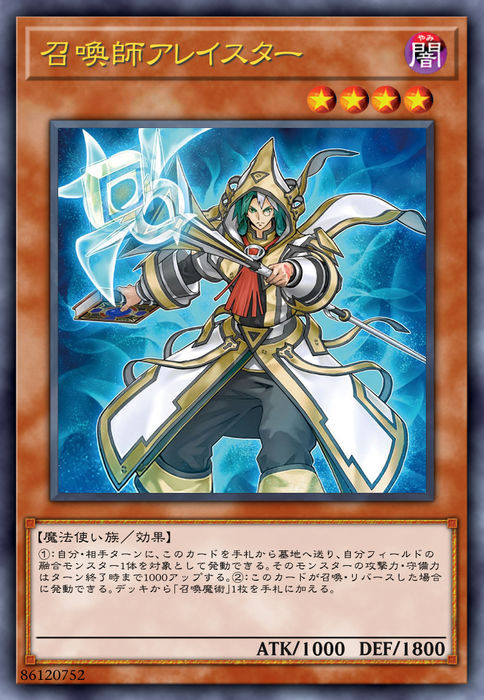 召喚師アレイスター
やみ
闇
【魔法使い族／効果】
①:自分・相手ターンに、このカードを手札から墓地へ送り、自分フィールドの
融合モンスター1体を対象として発動できる。そのモンスターの攻撃力・守備力
はターン終了時まで1000アップする。②:このカードが召喚・リバースした場合
に発動できる。デッキから「召喚魔術」1枚を手札に加える。
ATK/1000 DEF/1800
86120752